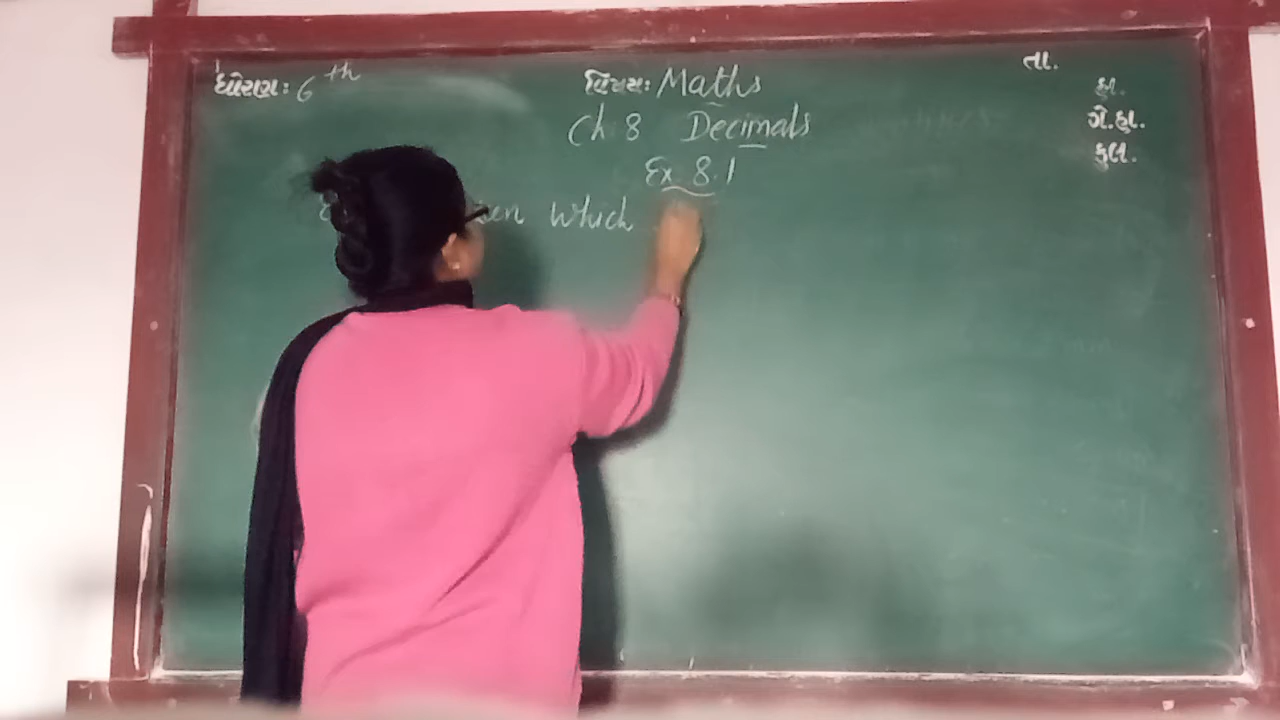 ધોરણ: 6th
વિષય: Maths
તા.
હા.
ગે.હા.
કુલ.
Ch 8 Decimals
Ex 8.1
which